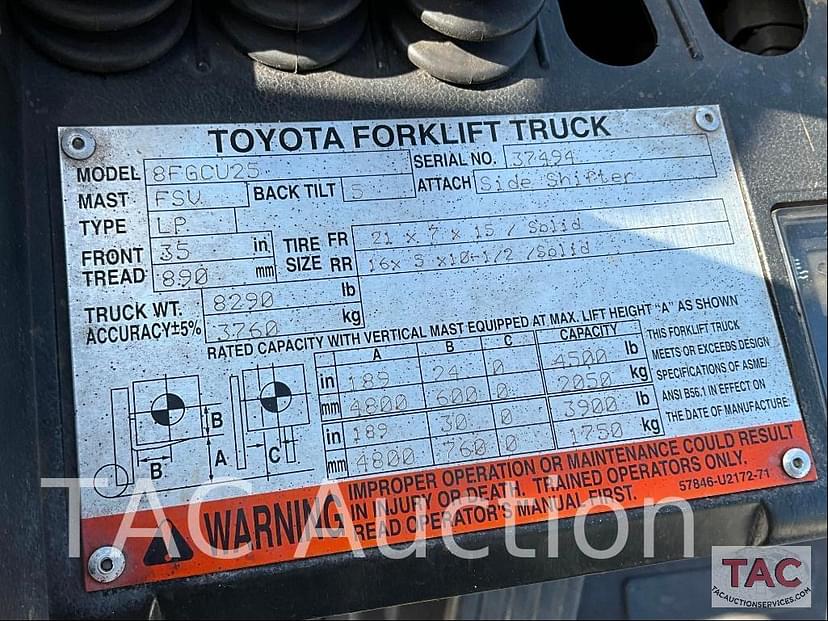 TOYOTA FORKLIFT TRUCK
MODEL 8FGCU25 SERIAL NO. 37494
MAST FSV BACK TILT 5 ATTACH Side Shifter
TYPE LP
FRONT TREAD 35 in 890 mm
TIRE SIZE FR 21 x 7 x 15 / Solid
RR 16x 5 x10-1/2 /Solid
TRUCK WT. 8290 lb
ACCURACY±5% 3760 kg
RATED CAPACITY WITH VERTICAL MAST EQUIPPED AT MAX. LIFT HEIGHT "A" AS SHOWN
A B C CAPACITY
in 189 24 0 4500 lb
mm 4800 600 0 2050 kg
in 189 30 0 3900 lb
mm 4800 760 0 1750 kg
THIS FORKLIFT TRUCK
MEETS OR EXCEEDS DESIGN
SPECIFICATIONS OF ASME/
ANSI B56.1 IN EFFECT ON
THE DATE OF MANUFACTURE:
B
B A C
WARNING
IMPROPER OPERATION OR MAINTENANCE COULD RESULT
IN INJURY OR DEATH. TRAINED OPERATORS ONLY.
READ OPERATOR'S MANUAL FIRST.
57846-U2172-71
TAC Auction
TAC
TACAUCTIONSERVICES.COM